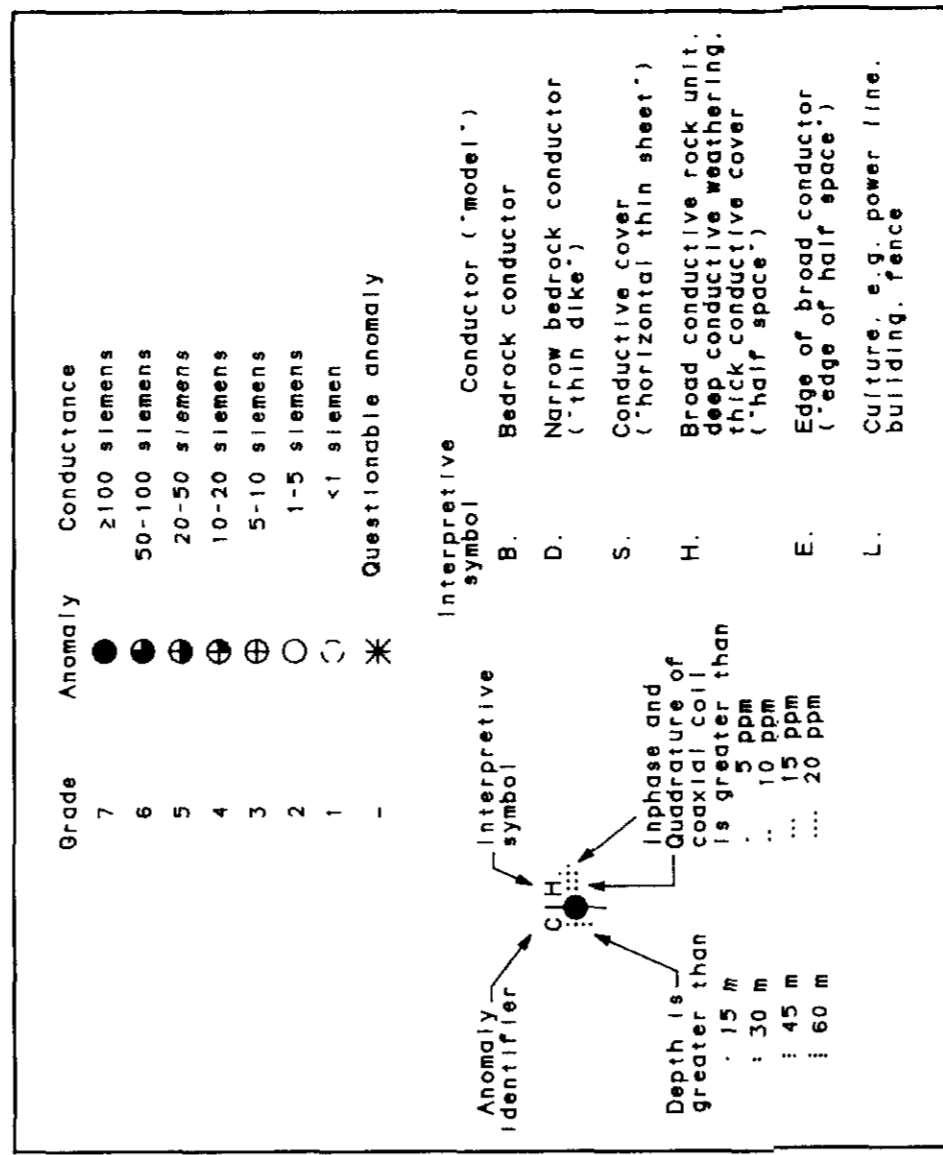 Grade Anomaly Conductance
7 ● ≥100 siemens
6 ◕ 50-100 siemens
5 20-50 siemens
4 10-20 siemens
3 ⊕ 5-10 siemens
2 ○ 1-5 siemens
1 <1 siemen
- ✳ Questionable anomaly
Interpretive
symbol Conductor ("model")
B. Bedrock conductor
D. Narrow bedrock conductor
("thin dike")
S. Conductive cover
("horizontal thin sheet")
H. Broad conductive rock unit,
deep conductive weathering,
thick conductive cover
("half space")
E. Edge of broad conductor
("edge of half space")
L. Culture, e.g. power line,
building, fence
Anomaly
identifier
Interpretive
symbol
C H
Depth is
greater than
. 15 m
: 30 m
⋮ 45 m
⁞ 60 m
Inphase and
Quadrature of
coaxial coil
is greater than
. 5 ppm
.. 10 ppm
... 15 ppm
.... 20 ppm